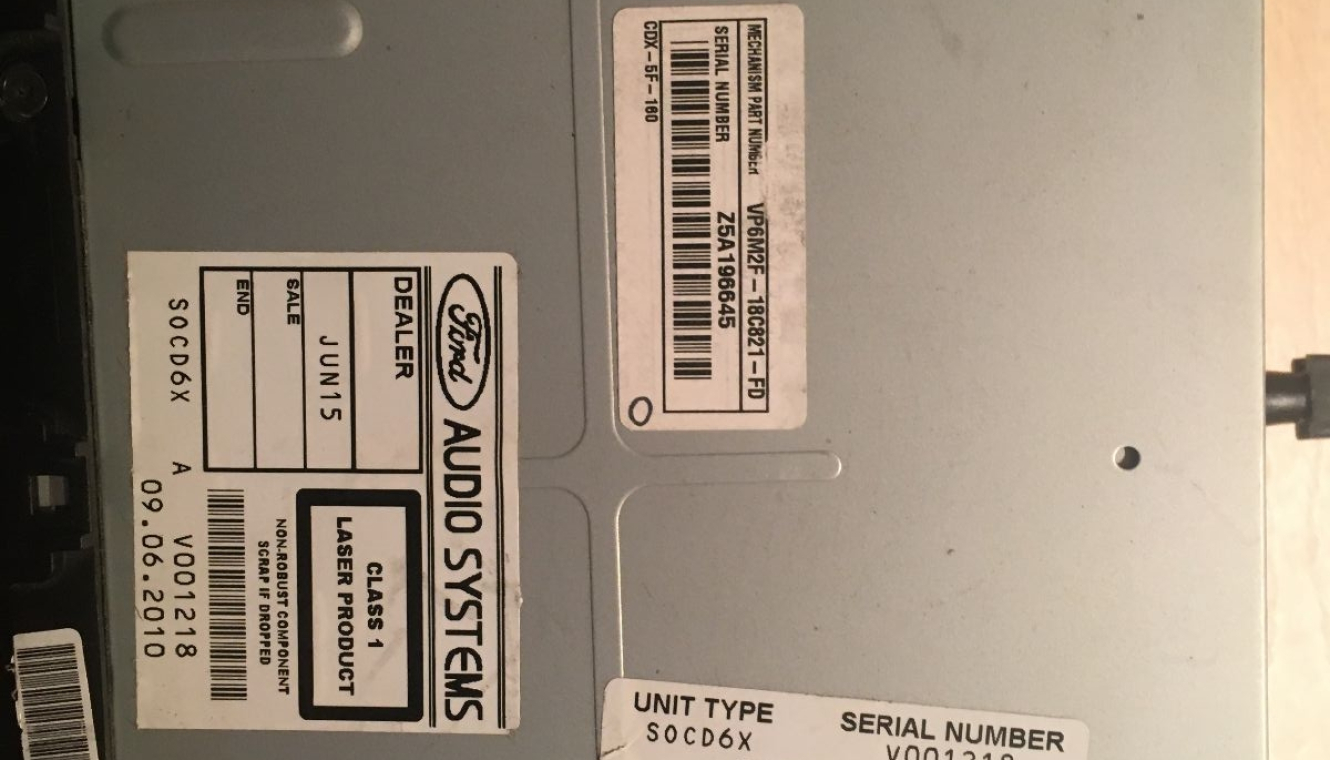 MECHANISM PART NUMBER VP6M2F-18C821-FD
SERIAL NUMBER Z5A196645
CDX-5F-160
Ford AUDIO SYSTEMS
DEALER
JUN15
SALE
END
CLASS 1
LASER PRODUCT
NON-ROBUST COMPONENT
SCRAP IF DROPPED
SOCD6X A V001218
09.06.2010
UNIT TYPE SERIAL NUMBER
SOCD6X V001218